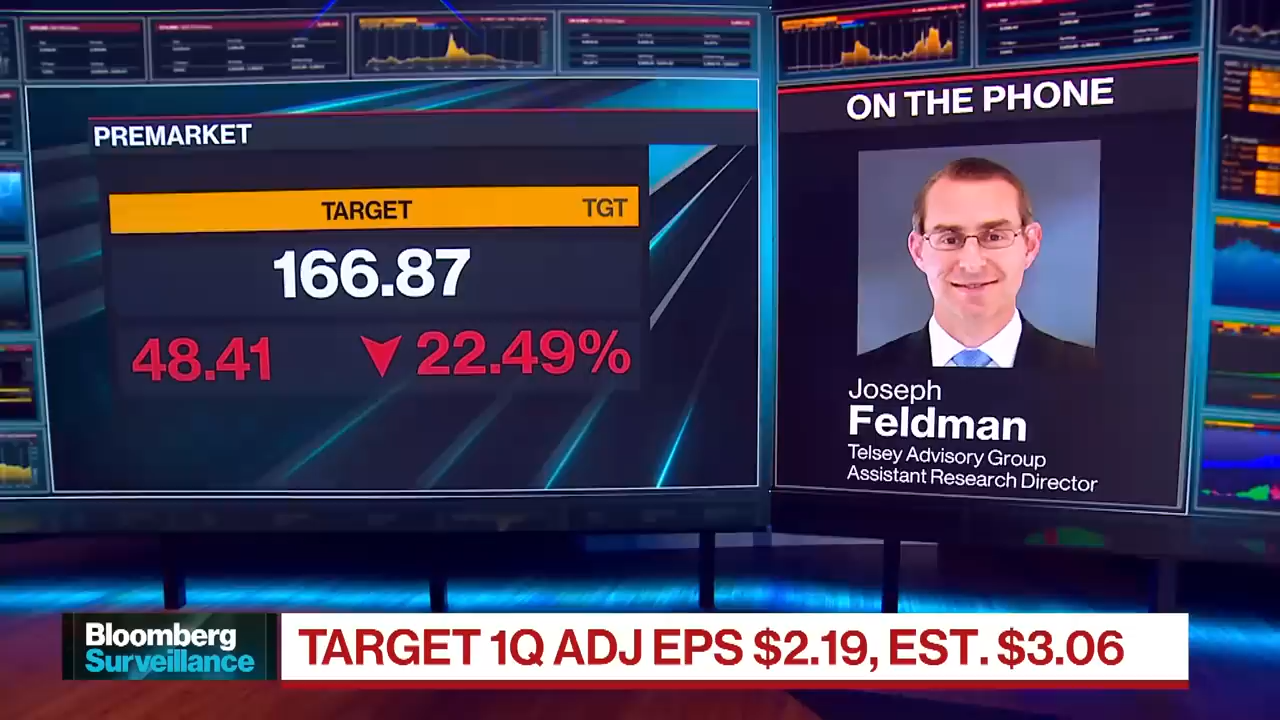 PREMARKET
TARGET TGT
166.87
48.41 22.49%
ON THE PHONE
Joseph
Feldman
Telsey Advisory Group
Assistant Research Director
Bloomberg
Surveillance
TARGET 1Q ADJ EPS $2.19, EST. $3.06